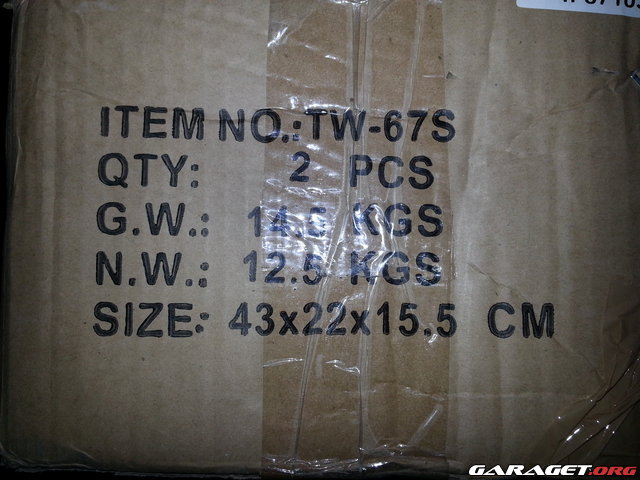 ITEM NO.:TW-67S
QTY: 2 PCS
G.W.: 14.5 KGS
N.W.: 12.5 KGS
SIZE: 43x22x15.5 CM
GARAGET.ORG